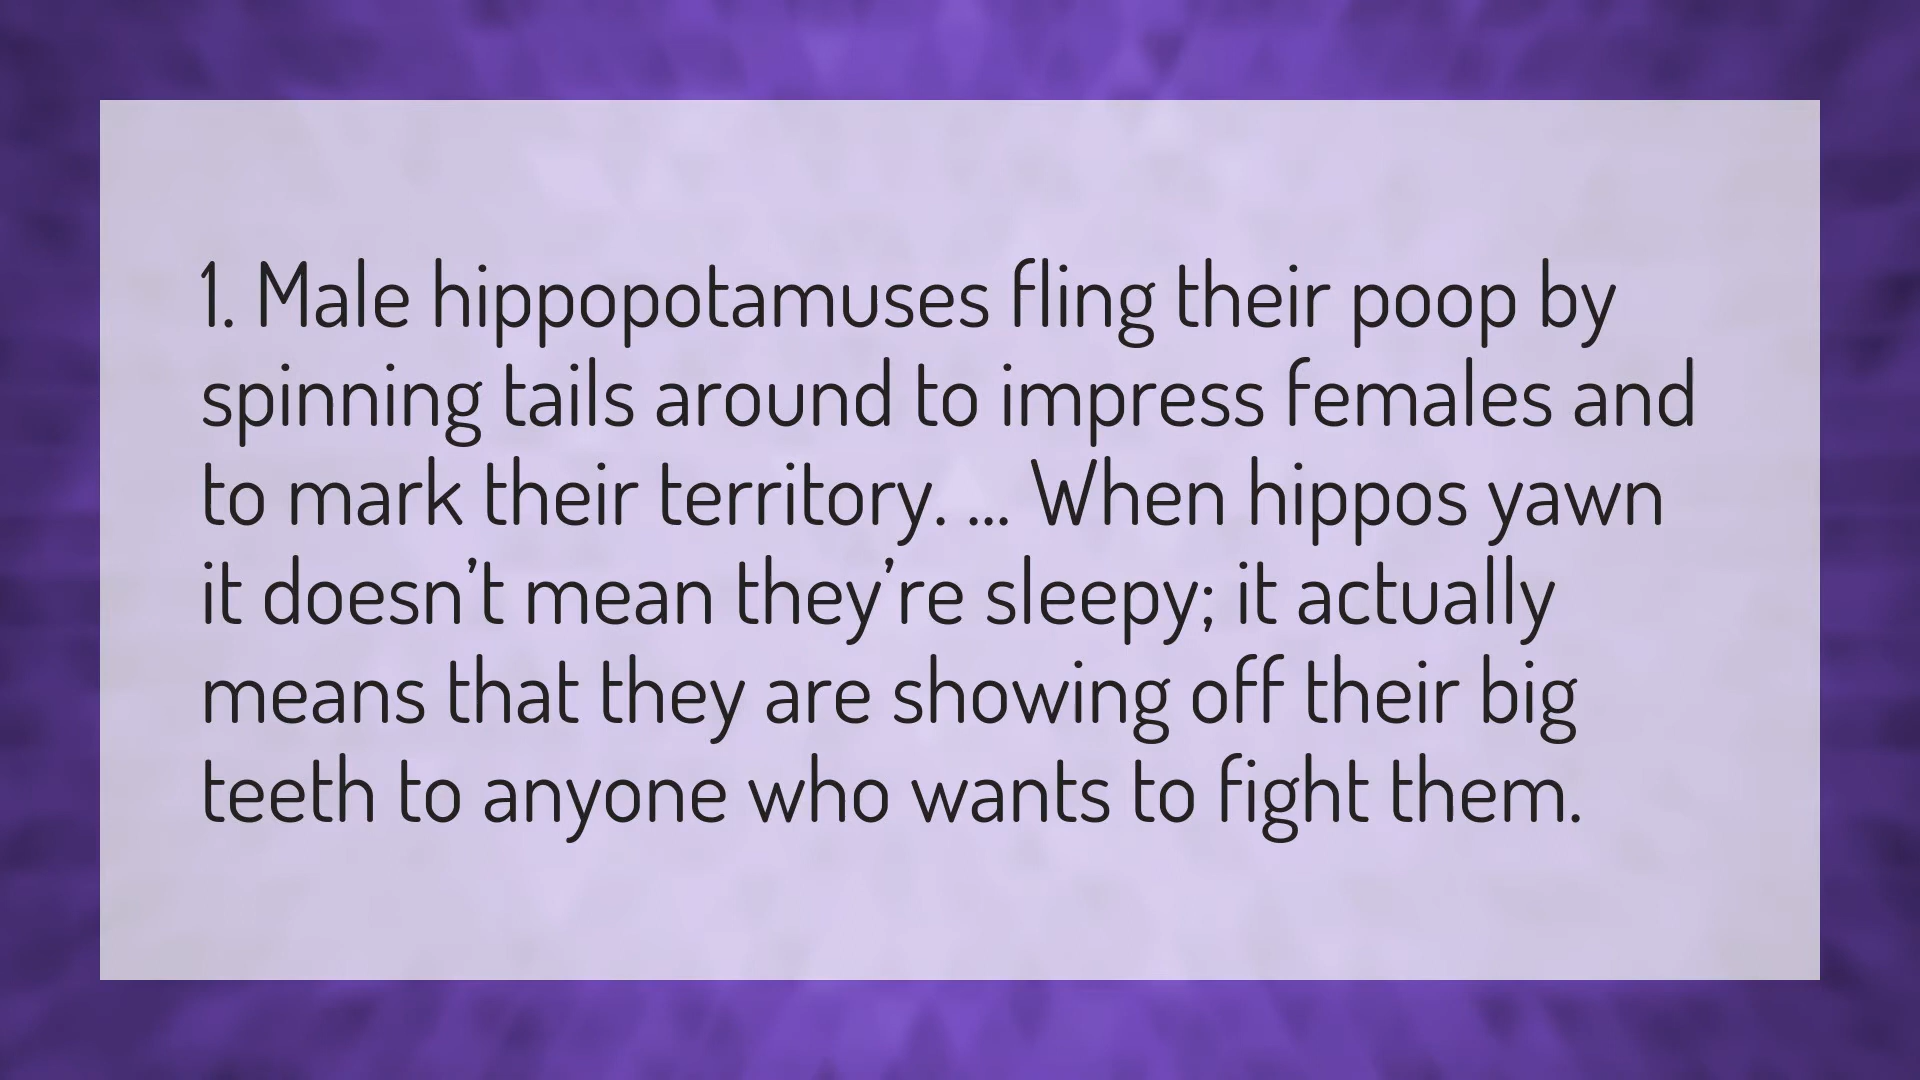 1. Male hippopotamuses fling their poop by
spinning tails around to impress females and
to mark their territory. ... When hippos yawn
it doesn’t mean they’re sleepy; it actually
means that they are showing off their big
teeth to anyone who wants to fight them.